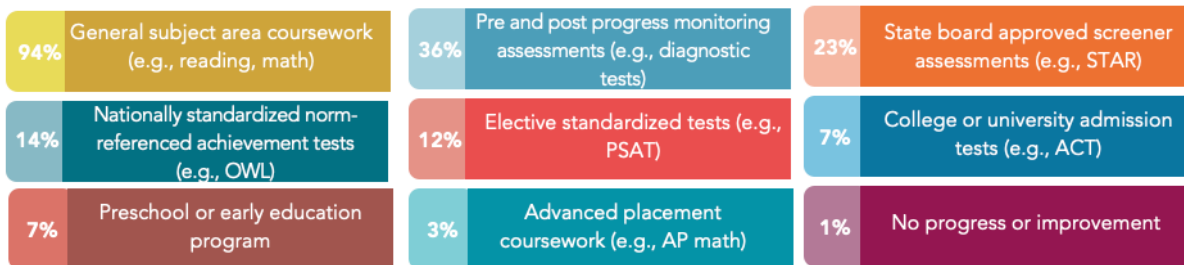 94%
General subject area coursework
(e.g., reading, math)
36%
Pre and post progress monitoring
assessments (e.g., diagnostic
tests)
23%
State board approved screener
assessments (e.g., STAR)
14%
Nationally standardized norm-
referenced achievement tests
(e.g., OWL)
12%
Elective standardized tests (e.g.,
PSAT)
7%
College or university admission
tests (e.g., ACT)
7%
Preschool or early education
program
3%
Advanced placement
coursework (e.g., AP math)
1%
No progress or improvement